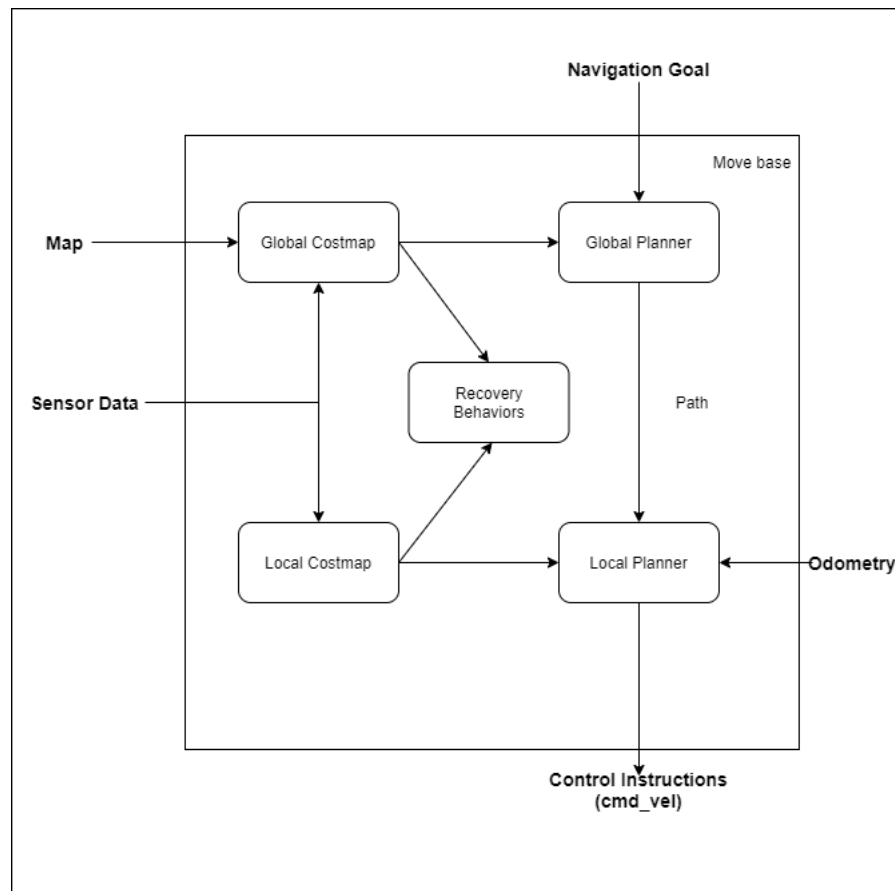 Navigation Goal
Move base
Map
Global Costmap
Global Planner
Sensor Data
Recovery
Behaviors
Path
Local Costmap
Local Planner
Odometry
Control Instructions
(cmd_vel)